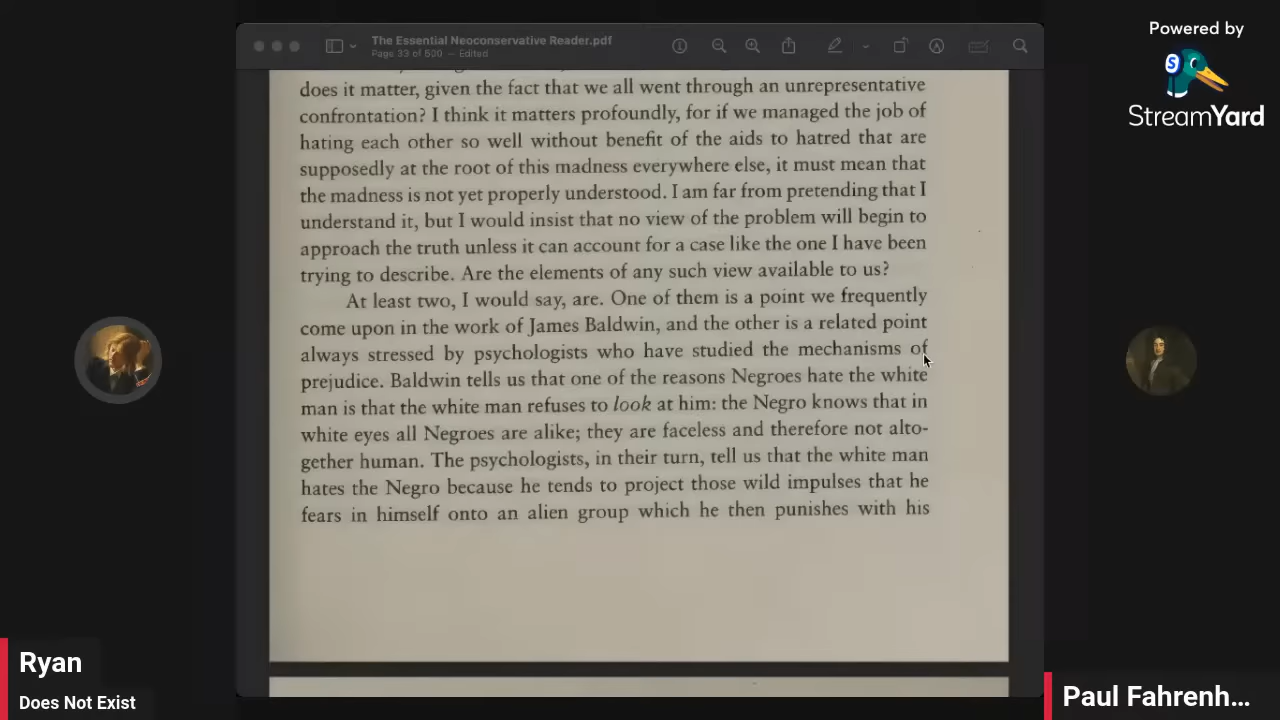 Powered by
StreamYard
The Essential Neoconservative Reader.pdf
Page 33 of 500 — Edited
does it matter, given the fact that we all went through an unrepresentative
confrontation? I think it matters profoundly, for if we managed the job of
hating each other so well without benefit of the aids to hatred that are
supposedly at the root of this madness everywhere else, it must mean that
the madness is not yet properly understood. I am far from pretending that I
understand it, but I would insist that no view of the problem will begin to
approach the truth unless it can account for a case like the one I have been
trying to describe. Are the elements of any such view available to us?
At least two, I would say, are. One of them is a point we frequently
come upon in the work of James Baldwin, and the other is a related point
always stressed by psychologists who have studied the mechanisms of
prejudice. Baldwin tells us that one of the reasons Negroes hate the white
man is that the white man refuses to look at him: the Negro knows that in
white eyes all Negroes are alike; they are faceless and therefore not alto-
gether human. The psychologists, in their turn, tell us that the white man
hates the Negro because he tends to project those wild impulses that he
fears in himself onto an alien group which he then punishes with his
Ryan
Does Not Exist
Paul Fahrenh...